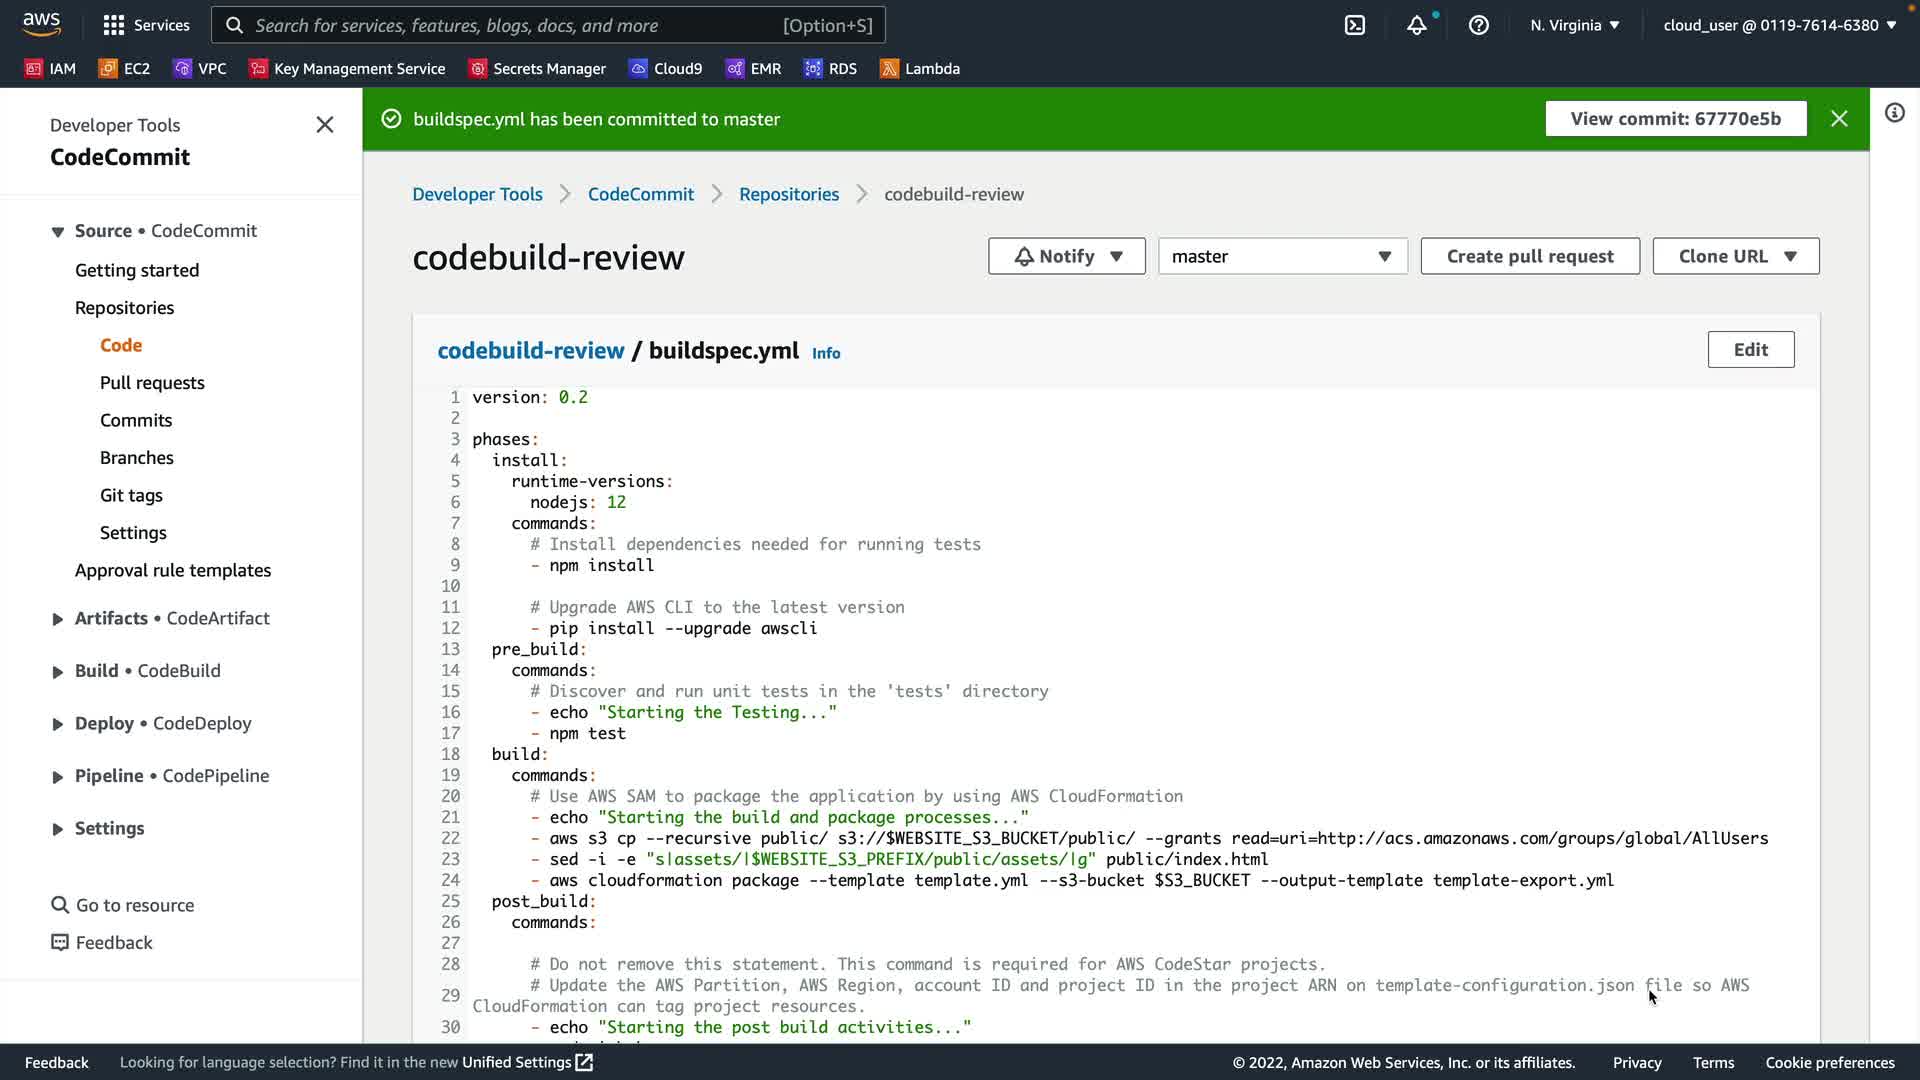 aws Services Search for services, features, blogs, docs, and more [Option+S] N. Virginia ▼ cloud_user @ 0119-7614-6380 ▼
IAM EC2 VPC Key Management Service Secrets Manager Cloud9 EMR RDS Lambda
Developer Tools
CodeCommit
Source • CodeCommit
Getting started
Repositories
Code
Pull requests
Commits
Branches
Git tags
Settings
Approval rule templates
Artifacts • CodeArtifact
Build • CodeBuild
Deploy • CodeDeploy
Pipeline • CodePipeline
Settings
Go to resource
Feedback
buildspec.yml has been committed to master View commit: 67770e5b
Developer Tools CodeCommit Repositories codebuild-review
codebuild-review Notify ▼ master ▼ Create pull request Clone URL ▼
codebuild-review / buildspec.yml Info Edit
1 version: 0.2
2
3 phases:
4 install:
5 runtime-versions:
6 nodejs: 12
7 commands:
8 # Install dependencies needed for running tests
9 - npm install
10
11 # Upgrade AWS CLI to the latest version
12 - pip install --upgrade awscli
13 pre_build:
14 commands:
15 # Discover and run unit tests in the 'tests' directory
16 - echo "Starting the Testing..."
17 - npm test
18 build:
19 commands:
20 # Use AWS SAM to package the application by using AWS CloudFormation
21 - echo "Starting the build and package processes..."
22 - aws s3 cp --recursive public/ s3://$WEBSITE_S3_BUCKET/public/ --grants read=uri=http://acs.amazonaws.com/groups/global/AllUsers
23 - sed -i -e "s|assets/|$WEBSITE_S3_PREFIX/public/assets/|g" public/index.html
24 - aws cloudformation package --template template.yml --s3-bucket $S3_BUCKET --output-template template-export.yml
25 post_build:
26 commands:
27
28 # Do not remove this statement. This command is required for AWS CodeStar projects.
29 # Update the AWS Partition, AWS Region, account ID and project ID in the project ARN on template-configuration.json file so AWS
CloudFormation can tag project resources.
30 - echo "Starting the post build activities..."
Feedback Looking for language selection? Find it in the new Unified Settings © 2022, Amazon Web Services, Inc. or its affiliates. Privacy Terms Cookie preferences